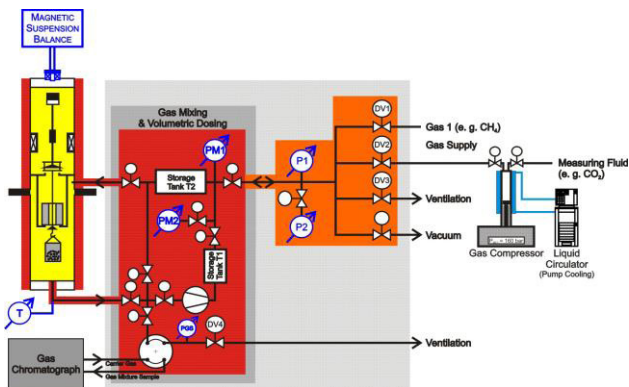 MAGNETIC
SUSPENSION
BALANCE
Gas Mixing
& Volumetric Dosing
DV1
Gas 1 (e. g. CH4)
PM1
P1
DV2
Gas Supply
Measuring Fluid
(e. g. CO2)
Storage
Tank T2
DV3
Ventilation
PM2
P2
Vacuum
Storage
Tank T1
Gas Compressor
Liquid
Circulator
(Pump Cooling)
T
PGS
DV4
Ventilation
Gas
Chromatograph
Carrier Gas
Gas Mixture Sample